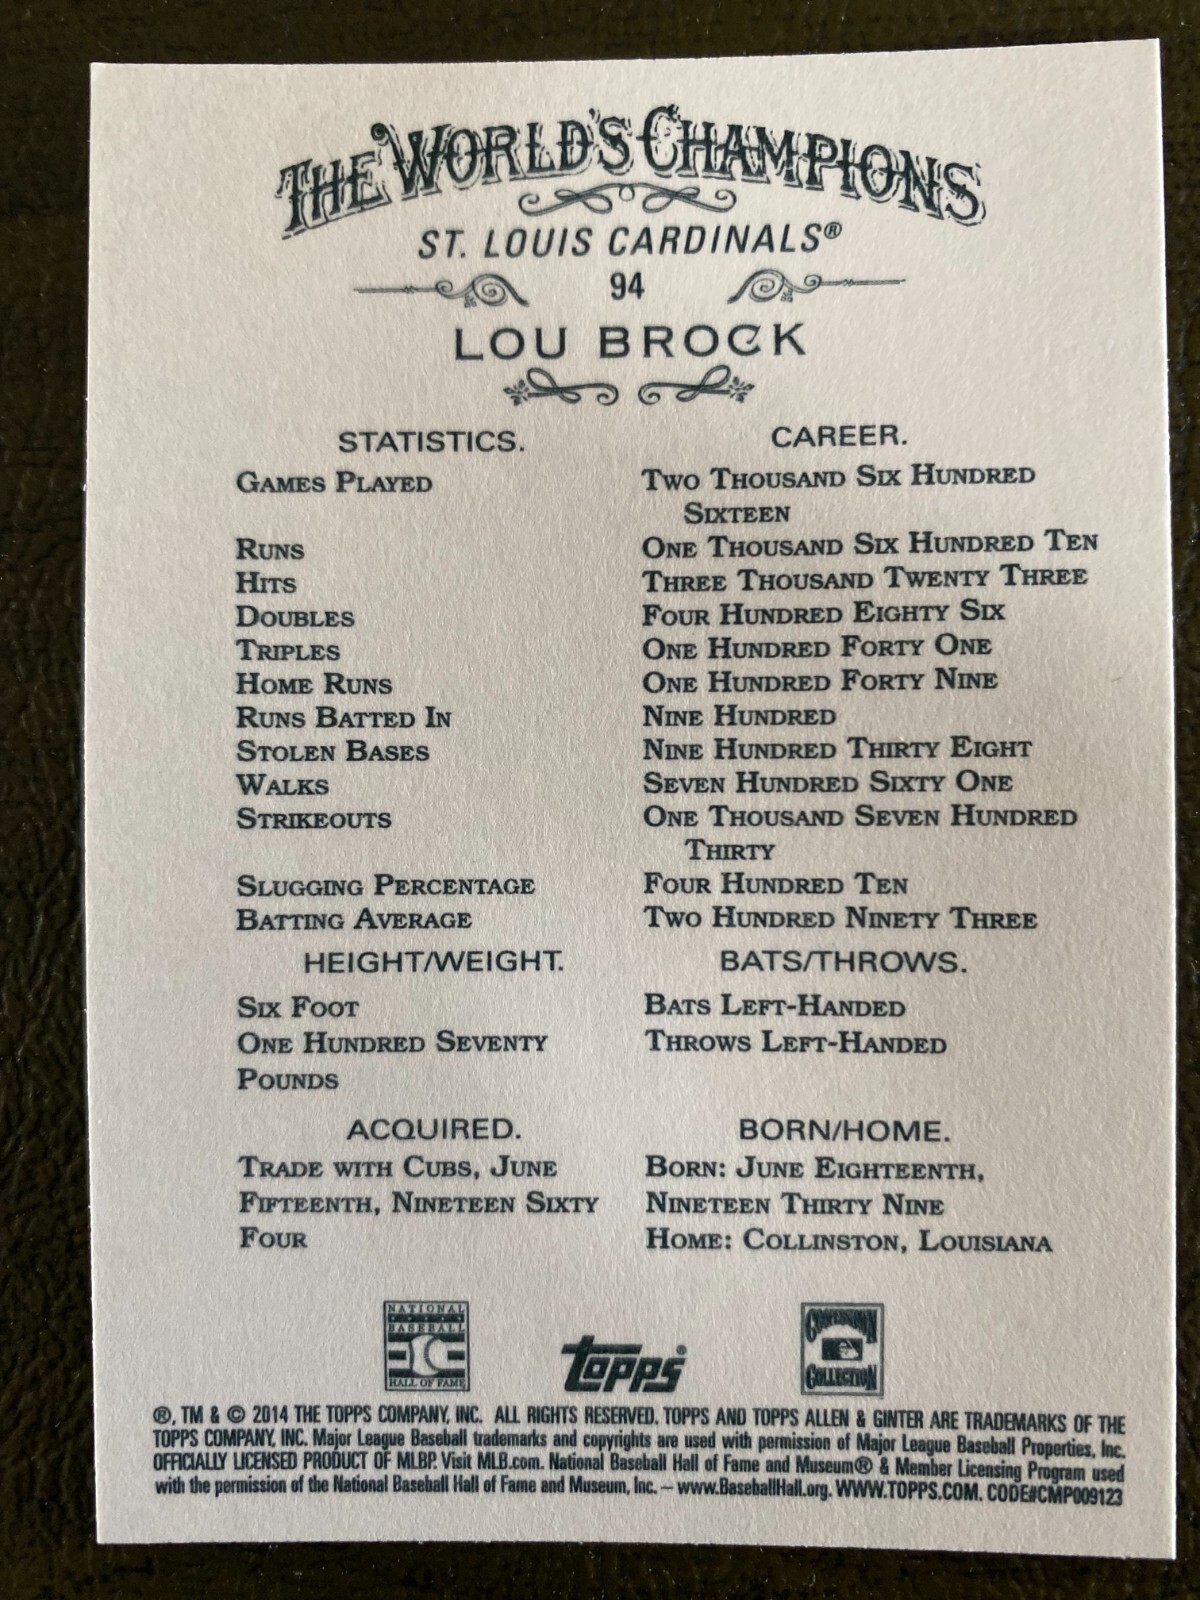 THE WORLD'S CHAMPIONS
ST. LOUIS CARDINALS®
94
LOU BROCK
STATISTICS. CAREER.
GAMES PLAYED TWO THOUSAND SIX HUNDRED
SIXTEEN
RUNS ONE THOUSAND SIX HUNDRED TEN
HITS THREE THOUSAND TWENTY THREE
DOUBLES FOUR HUNDRED EIGHTY SIX
TRIPLES ONE HUNDRED FORTY ONE
HOME RUNS ONE HUNDRED FORTY NINE
RUNS BATTED IN NINE HUNDRED
STOLEN BASES NINE HUNDRED THIRTY EIGHT
WALKS SEVEN HUNDRED SIXTY ONE
STRIKEOUTS ONE THOUSAND SEVEN HUNDRED
THIRTY
SLUGGING PERCENTAGE FOUR HUNDRED TEN
BATTING AVERAGE TWO HUNDRED NINETY THREE
HEIGHT/WEIGHT. BATS/THROWS.
SIX FOOT BATS LEFT-HANDED
ONE HUNDRED SEVENTY THROWS LEFT-HANDED
POUNDS
ACQUIRED. BORN/HOME.
TRADE WITH CUBS, JUNE BORN: JUNE EIGHTEENTH,
FIFTEENTH, NINETEEN SIXTY NINETEEN THIRTY NINE
FOUR HOME: COLLINSTON, LOUISIANA
NATIONAL
BASEBALL
HALL OF FAME
Topps®
COOPERSTOWN
COLLECTION
®, TM & © 2014 THE TOPPS COMPANY, INC. ALL RIGHTS RESERVED. TOPPS AND TOPPS ALLEN & GINTER ARE TRADEMARKS OF THE
TOPPS COMPANY, INC. Major League Baseball trademarks and copyrights are used with permission of Major League Baseball Properties, Inc.
OFFICIALLY LICENSED PRODUCT OF MLBP. Visit MLB.com. National Baseball Hall of Fame and Museum® & Member Licensing Program used
with the permission of the National Baseball Hall of Fame and Museum, Inc. – www.BaseballHall.org. WWW.TOPPS.COM. CODE#CMP009123